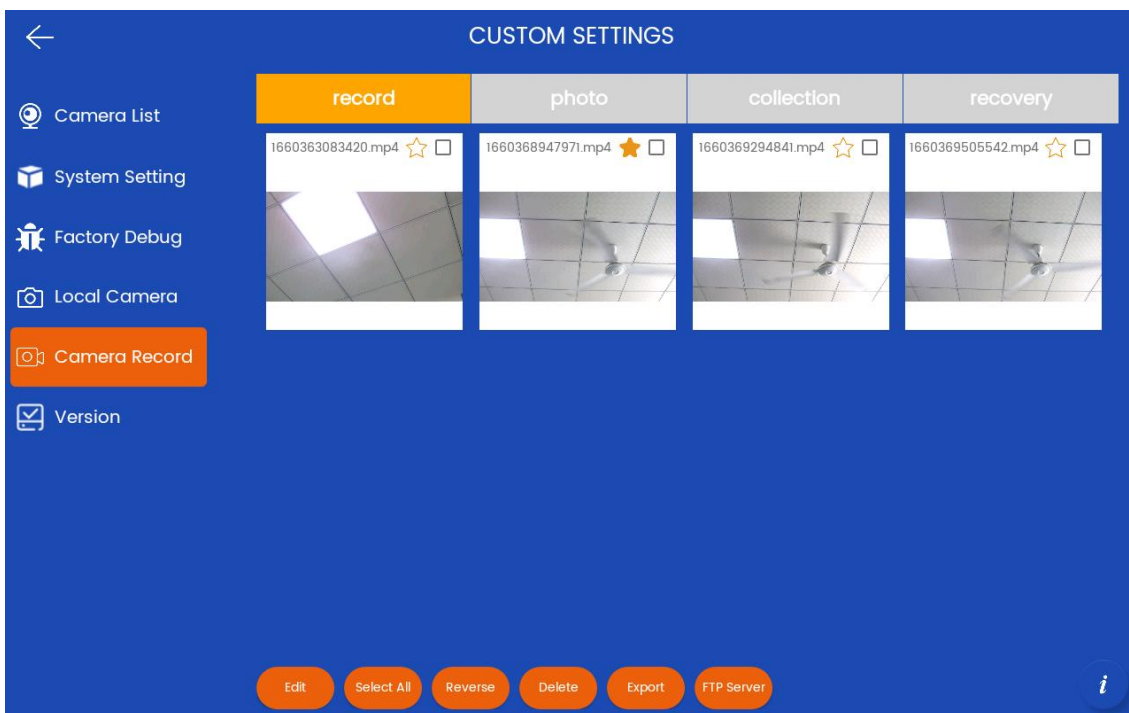 CUSTOM SETTINGS
Camera List
System Setting
Factory Debug
Local Camera
Camera Record
Version
record photo collection recovery
1660363083420.mp4 1660368947971.mp4 1660369294841.mp4 1660369505542.mp4
Edit Select All Reverse Delete Export FTP Server
i